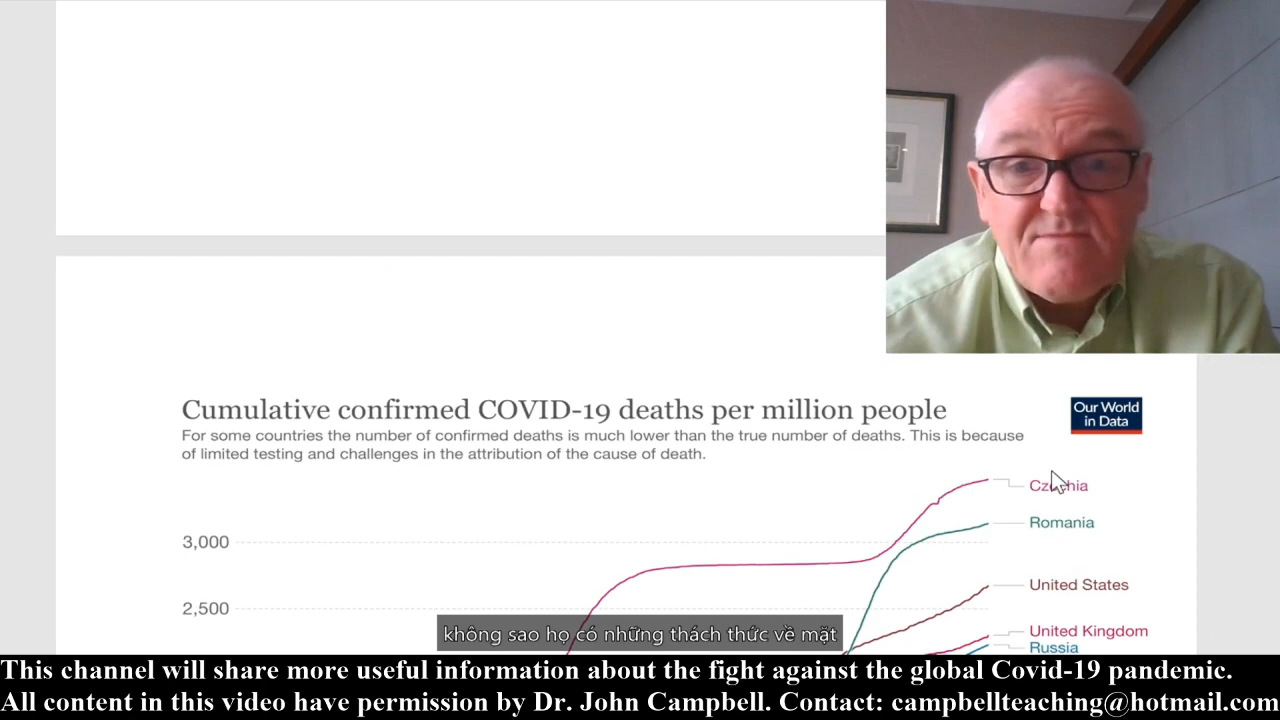 Cumulative confirmed COVID-19 deaths per million people
Our World
in Data
For some countries the number of confirmed deaths is much lower than the true number of deaths. This is because
of limited testing and challenges in the attribution of the cause of death.
Czechia
Romania
3,000
United States
2,500
United Kingdom
Russia
không sao họ có những thách thức về mặt
This channel will share more useful information about the fight against the global Covid-19 pandemic.
All content in this video have permission by Dr. John Campbell. Contact: campbellteaching@hotmail.com